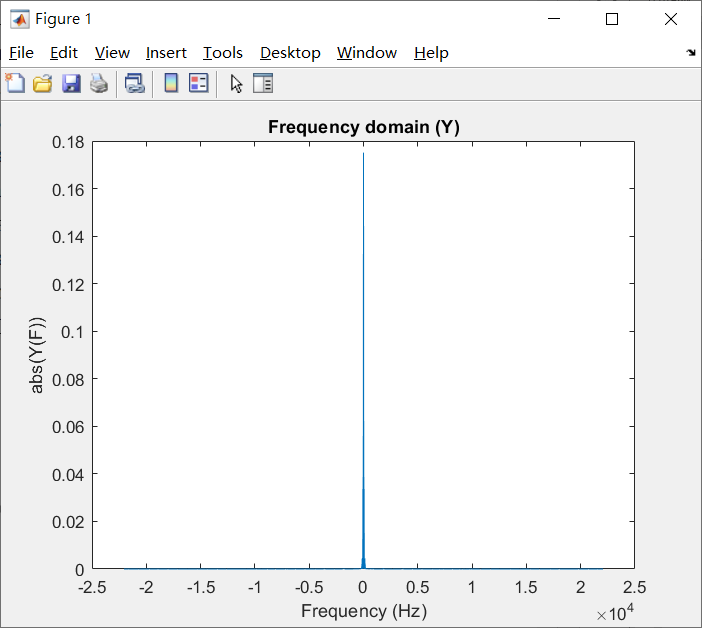 Figure 1
File Edit View Insert Tools Desktop Window Help
Frequency domain (Y)
0.18
0.16
0.14
0.12
0.1
0.08
0.06
0.04
0.02
0
abs(Y(F))
-2.5 -2 -1.5 -1 -0.5 0 0.5 1 1.5 2 2.5
Frequency (Hz)
×10⁴